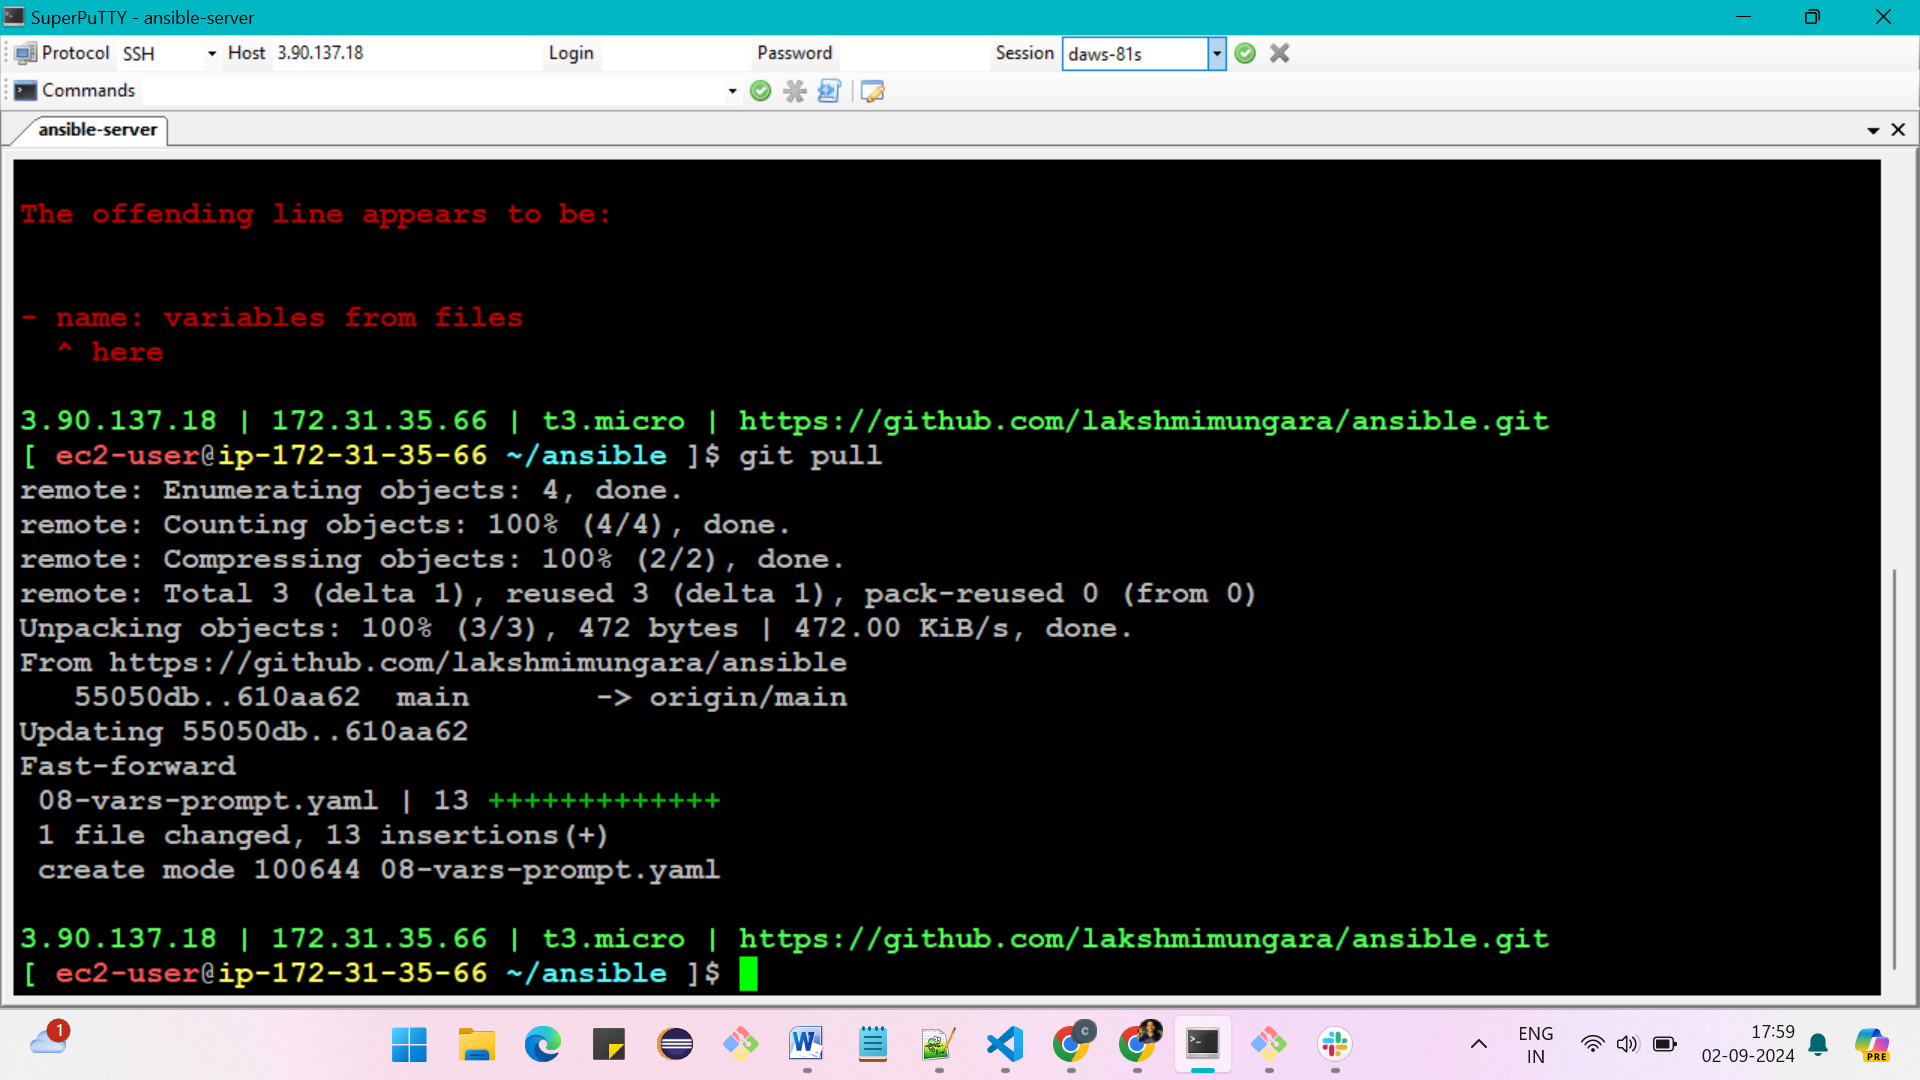 SuperPuTTY - ansible-server
Protocol SSH Host 3.90.137.18 Login Password Session daws-81s
Commands
ansible-server
The offending line appears to be:
- name: variables from files
^ here
3.90.137.18 | 172.31.35.66 | t3.micro | https://github.com/lakshmimungara/ansible.git
[ ec2-user@ip-172-31-35-66 ~/ansible ]$ git pull
remote: Enumerating objects: 4, done.
remote: Counting objects: 100% (4/4), done.
remote: Compressing objects: 100% (2/2), done.
remote: Total 3 (delta 1), reused 3 (delta 1), pack-reused 0 (from 0)
Unpacking objects: 100% (3/3), 472 bytes | 472.00 KiB/s, done.
From https://github.com/lakshmimungara/ansible
55050db..610aa62 main -> origin/main
Updating 55050db..610aa62
Fast-forward
08-vars-prompt.yaml | 13 +++++++++++++
1 file changed, 13 insertions(+)
create mode 100644 08-vars-prompt.yaml
3.90.137.18 | 172.31.35.66 | t3.micro | https://github.com/lakshmimungara/ansible.git
[ ec2-user@ip-172-31-35-66 ~/ansible ]$
1
W
C
ENG
IN
17:59
02-09-2024
PRE